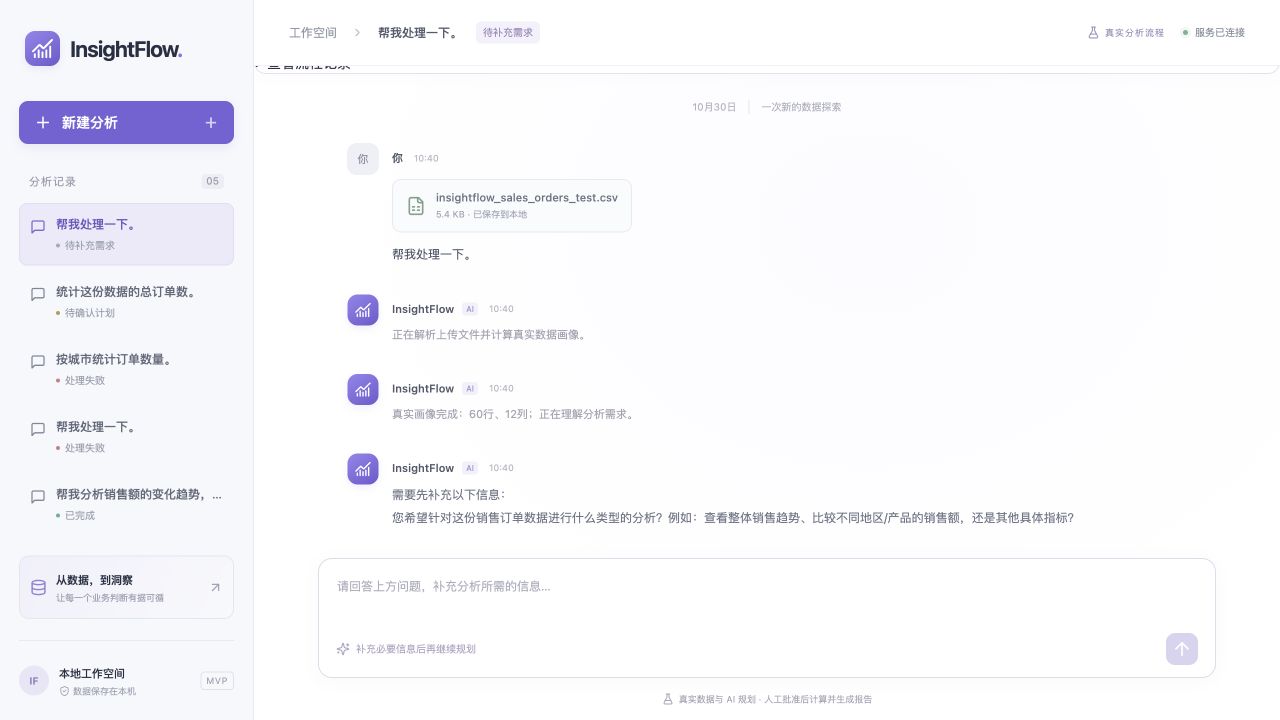 InsightFlow.
新建分析
分析记录
05
帮我处理一下。
待补充需求
统计这份数据的总订单数。
待确认计划
按城市统计订单数量。
处理失败
帮我处理一下。
处理失败
帮我分析销售额的变化趋势，...
已完成
从数据，到洞察
让每一个业务判断有据可循
IF
本地工作空间
数据保存在本机
MVP
工作空间
帮我处理一下。
待补充需求
真实分析流程
服务已连接
查看流程记录
10月30日
一次新的数据探索
你
你 10:40
insightflow_sales_orders_test.csv
5.4 KB · 已保存到本地
帮我处理一下。
InsightFlow AI 10:40
正在解析上传文件并计算真实数据画像。
InsightFlow AI 10:40
真实画像完成：60行、12列；正在理解分析需求。
InsightFlow AI 10:40
需要先补充以下信息：
您希望针对这份销售订单数据进行什么类型的分析？例如：查看整体销售趋势、比较不同地区/产品的销售额，还是其他具体指标？
请回答上方问题，补充分析所需的信息...
补充必要信息后再继续规划
真实数据与 AI 规划 · 人工批准后计算并生成报告